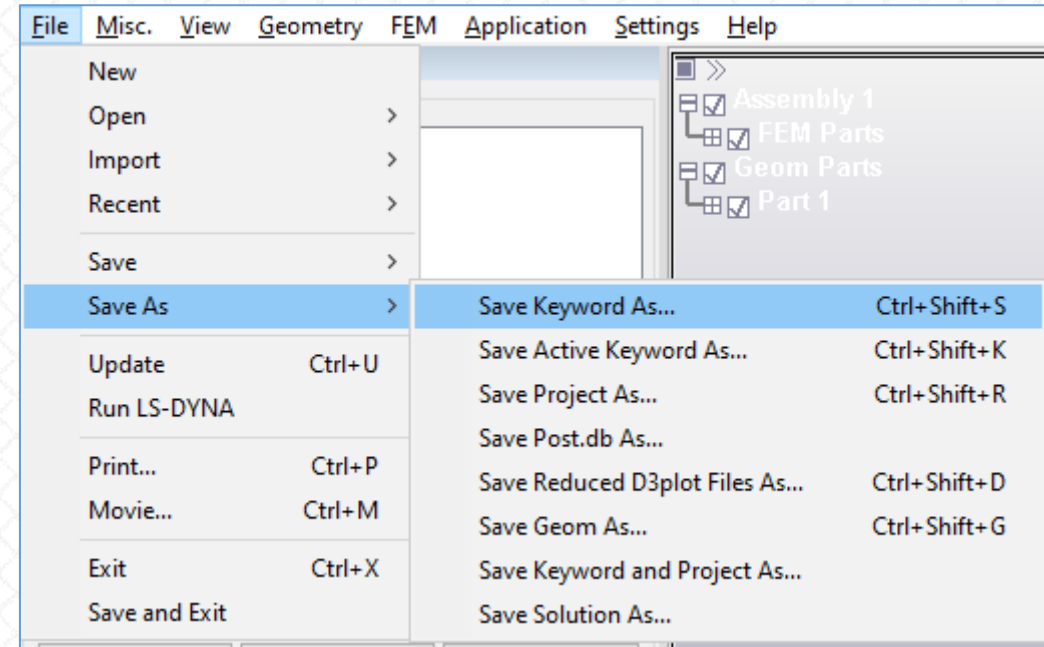 File Misc. View Geometry FEM Application Settings Help
New
Open
Import
Recent
Save
Save As
Update Ctrl+U
Run LS-DYNA
Print... Ctrl+P
Movie... Ctrl+M
Exit Ctrl+X
Save and Exit
Assembly 1
FEM Parts
Geom Parts
Part 1
Save Keyword As... Ctrl+Shift+S
Save Active Keyword As... Ctrl+Shift+K
Save Project As... Ctrl+Shift+R
Save Post.db As...
Save Reduced D3plot Files As... Ctrl+Shift+D
Save Geom As... Ctrl+Shift+G
Save Keyword and Project As...
Save Solution As...